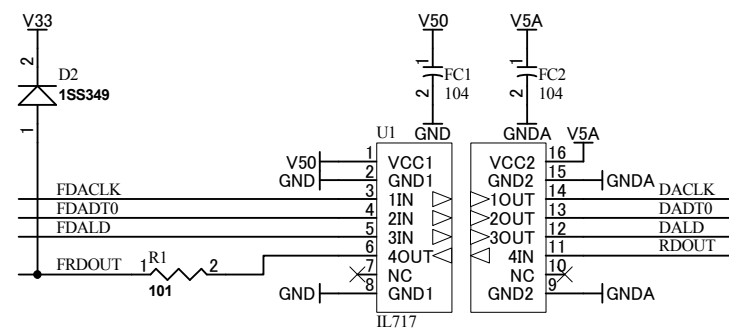 V33
V50
V5A
2
D2
1SS349
1
1
FC1
2
104
1
FC2
2
104
U1
GND
GNDA
V5A
V50
1
VCC1
VCC2
16
GND
2
GND1
GND2
15
GNDA
FDACLK
3
1IN
1OUT
14
DACLK
FDADT0
4
2IN
2OUT
13
DADT0
FDALD
5
3IN
3OUT
12
DALD
6
4OUT
4IN
11
RDOUT
FRDOUT
1
R1
2
7
NC
NC
10
101
GND
8
GND1
GND2
9
GNDA
IL717